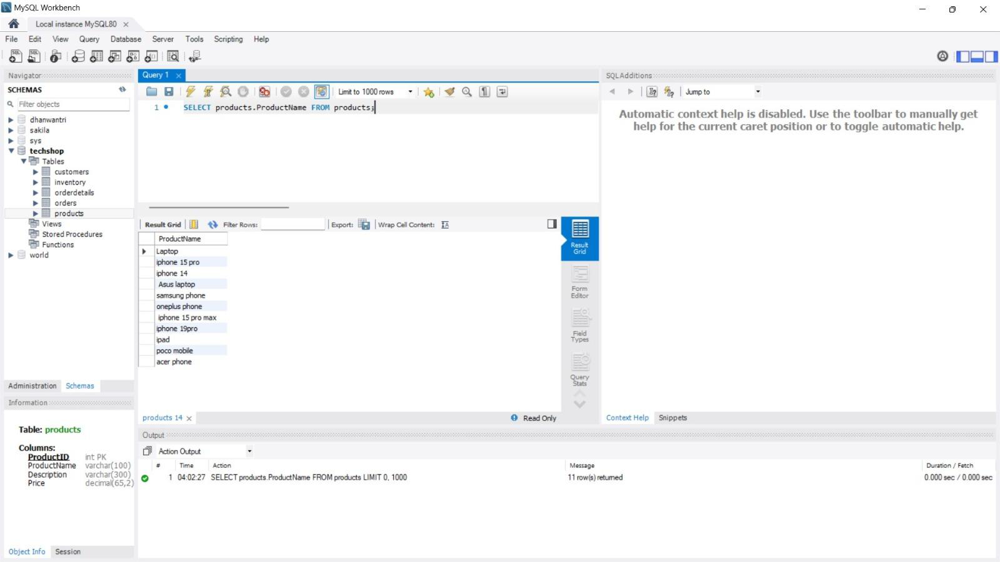 MySQL Workbench
Local instance MySQL80
File Edit View Query Database Server Tools Scripting Help
Navigator
SCHEMAS
Filter objects
dhanwantri
sakila
sys
techshop
Tables
customers
inventory
orderdetails
orders
products
Views
Stored Procedures
Functions
world
Administration Schemas
Information
Table: products
Columns:
ProductID int PK
ProductName varchar(100)
Description varchar(300)
Price decimal(65,2)
Object Info Session
Query 1
Limit to 1000 rows
1 SELECT products.ProductName FROM products;
Result Grid Filter Rows: Export: Wrap Cell Content:
ProductName
Laptop
iphone 15 pro
iphone 14
Asus laptop
samsung phone
oneplus phone
iphone 15 pro max
iphone 19pro
ipad
poco mobile
acer phone
Result
Grid
Form
Editor
Field
Types
Query
Stats
products 14 Read Only
SQLAdditions
Jump to
Automatic context help is disabled. Use the toolbar to manually get
help for the current caret position or to toggle automatic help.
Context Help Snippets
Output
Action Output
# Time Action Message Duration / Fetch
1 04:02:27 SELECT products.ProductName FROM products LIMIT 0, 1000 11 row(s) returned 0.000 sec / 0.000 sec